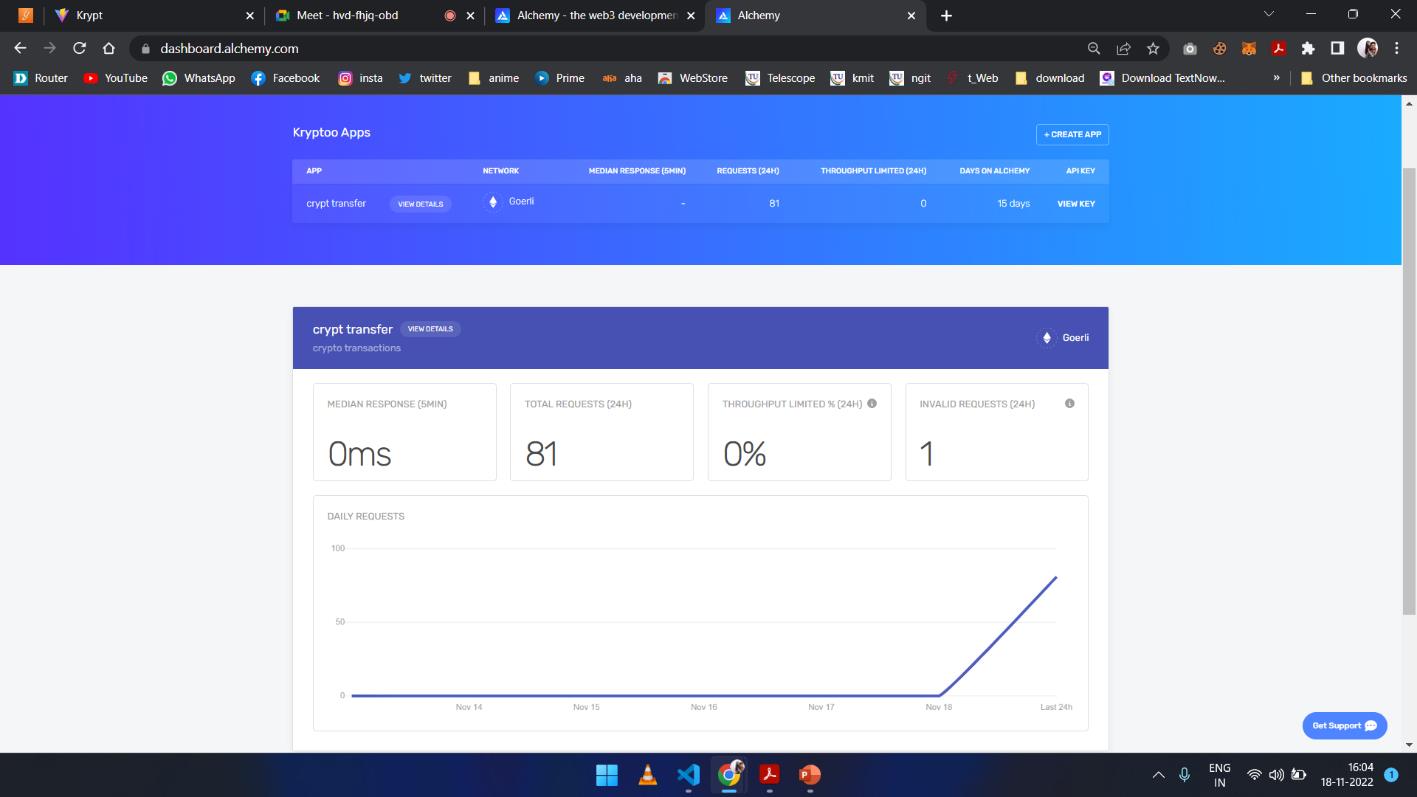 Krypt
Meet - hvd-fhjq-obd
Alchemy - the web3 developmen
Alchemy
dashboard.alchemy.com
Router YouTube WhatsApp Facebook insta twitter anime Prime aha aha WebStore TU Telescope TU kmit TU ngit t_Web download Download TextNow... » Other bookmarks
Kryptoo Apps
+ CREATE APP
APP NETWORK MEDIAN RESPONSE (5MIN) REQUESTS (24H) THROUGHPUT LIMITED (24H) DAYS ON ALCHEMY API KEY
crypt transfer VIEW DETAILS Goerli - 81 0 15 days VIEW KEY
crypt transfer VIEW DETAILS
crypto transactions
Goerli
MEDIAN RESPONSE (5MIN) TOTAL REQUESTS (24H) THROUGHPUT LIMITED % (24H) INVALID REQUESTS (24H)
0ms 81 0% 1
DAILY REQUESTS
100
50
0
Nov 14 Nov 15 Nov 16 Nov 17 Nov 18 Last 24h
Get Support
ENG
IN
16:04
18-11-2022
1